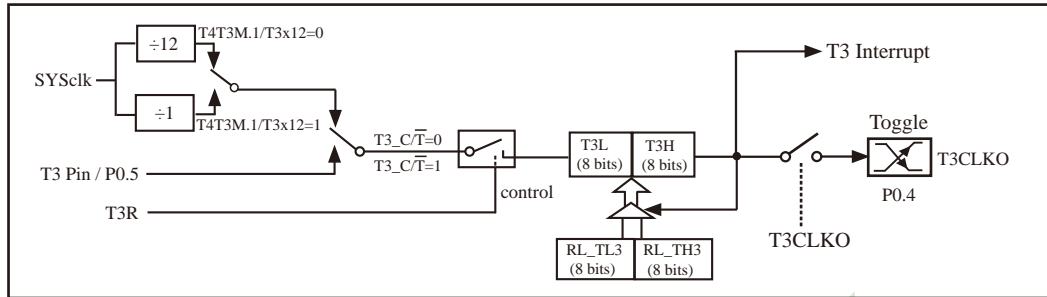 T4T3M.1/T3x12=0
÷12
SYSclk
÷1
T4T3M.1/T3x12=1
T3_C/T̅=0
T3_C/T̅=1
T3 Pin / P0.5
T3R
control
T3L
(8 bits)
T3H
(8 bits)
RL_TL3
(8 bits)
RL_TH3
(8 bits)
T3 Interrupt
Toggle
T3CLKO
P0.4
T3CLKO